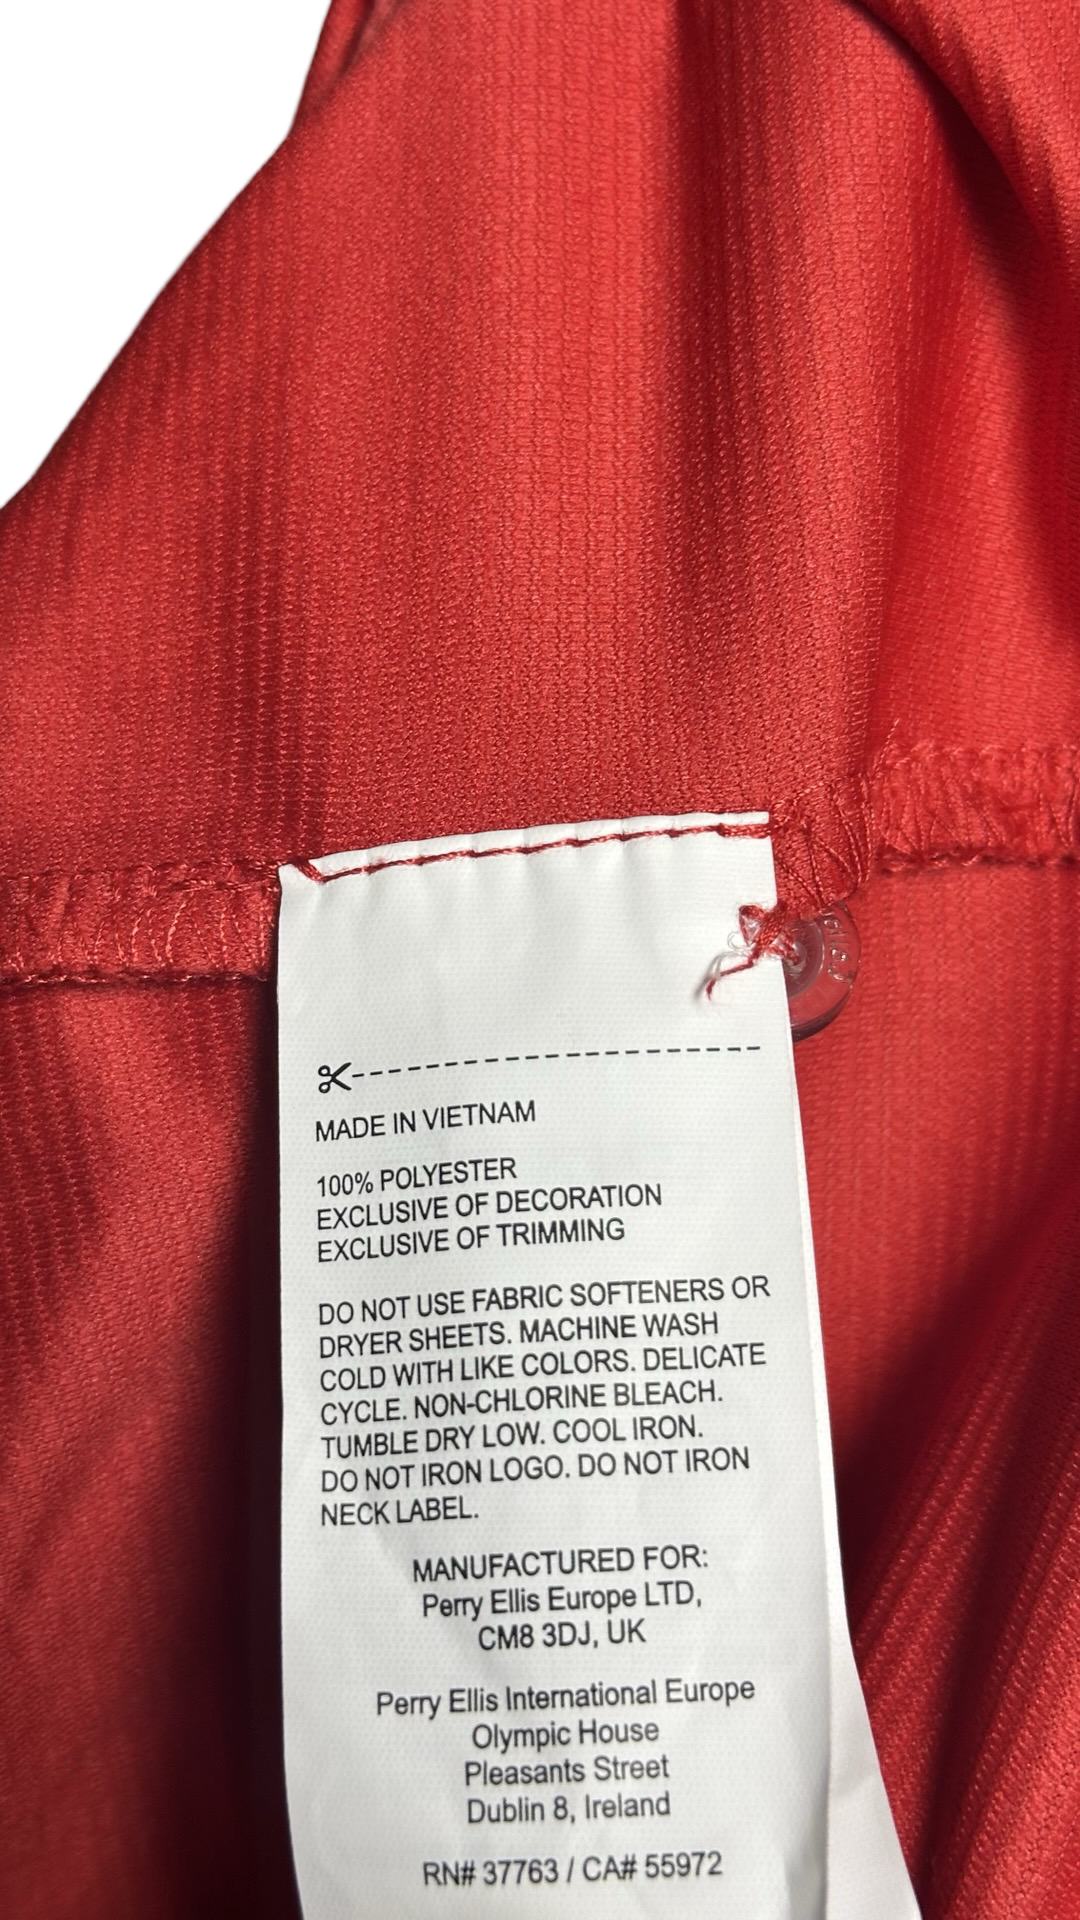 MADE IN VIETNAM
100% POLYESTER
EXCLUSIVE OF DECORATION
EXCLUSIVE OF TRIMMING
DO NOT USE FABRIC SOFTENERS OR
DRYER SHEETS. MACHINE WASH
COLD WITH LIKE COLORS. DELICATE
CYCLE. NON-CHLORINE BLEACH.
TUMBLE DRY LOW. COOL IRON.
DO NOT IRON LOGO. DO NOT IRON
NECK LABEL.
MANUFACTURED FOR:
Perry Ellis Europe LTD,
CM8 3DJ, UK
Perry Ellis International Europe
Olympic House
Pleasants Street
Dublin 8, Ireland
RN# 37763 / CA# 55972